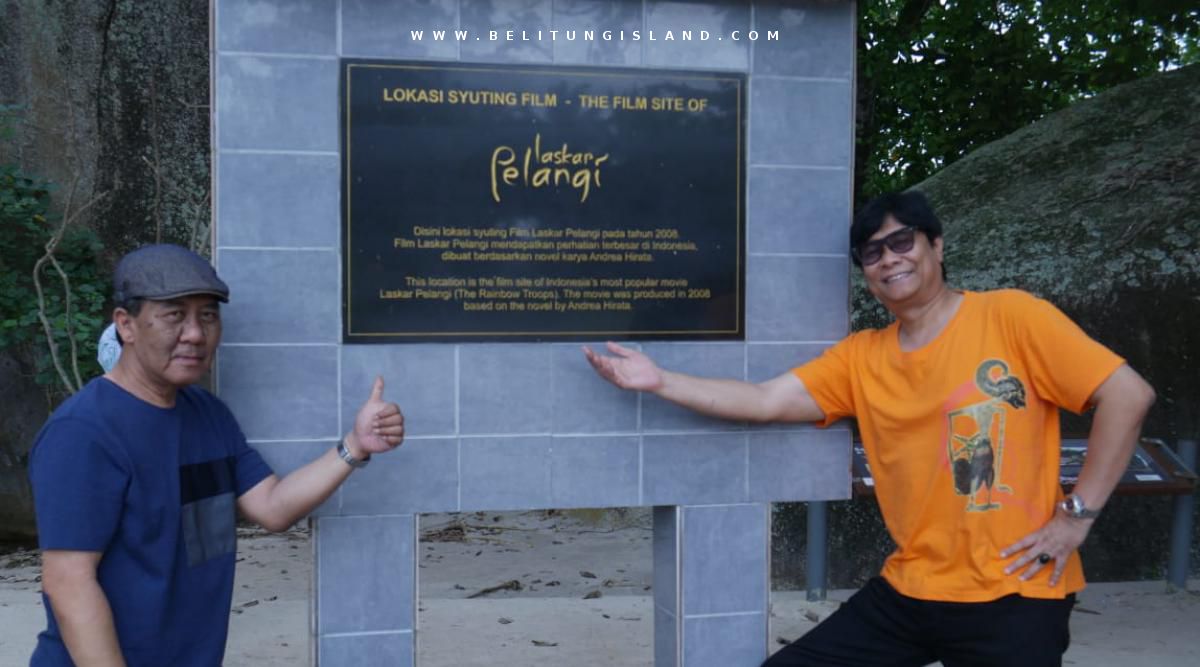 WWW.BELITUNGISLAND.COM
LOKASI SYUTING FILM - THE FILM SITE OF
laskar
Pelangi
Disini lokasi syuting Film Laskar Pelangi pada tahun 2008.
Film Laskar Pelangi mendapatkan perhatian terbesar di Indonesia,
dibuat berdasarkan novel karya Andrea Hirata.
This location is the film site of Indonesia's most popular movie
Laskar Pelangi (The Rainbow Troops). The movie was produced in 2008
based on the novel by Andrea Hirata.